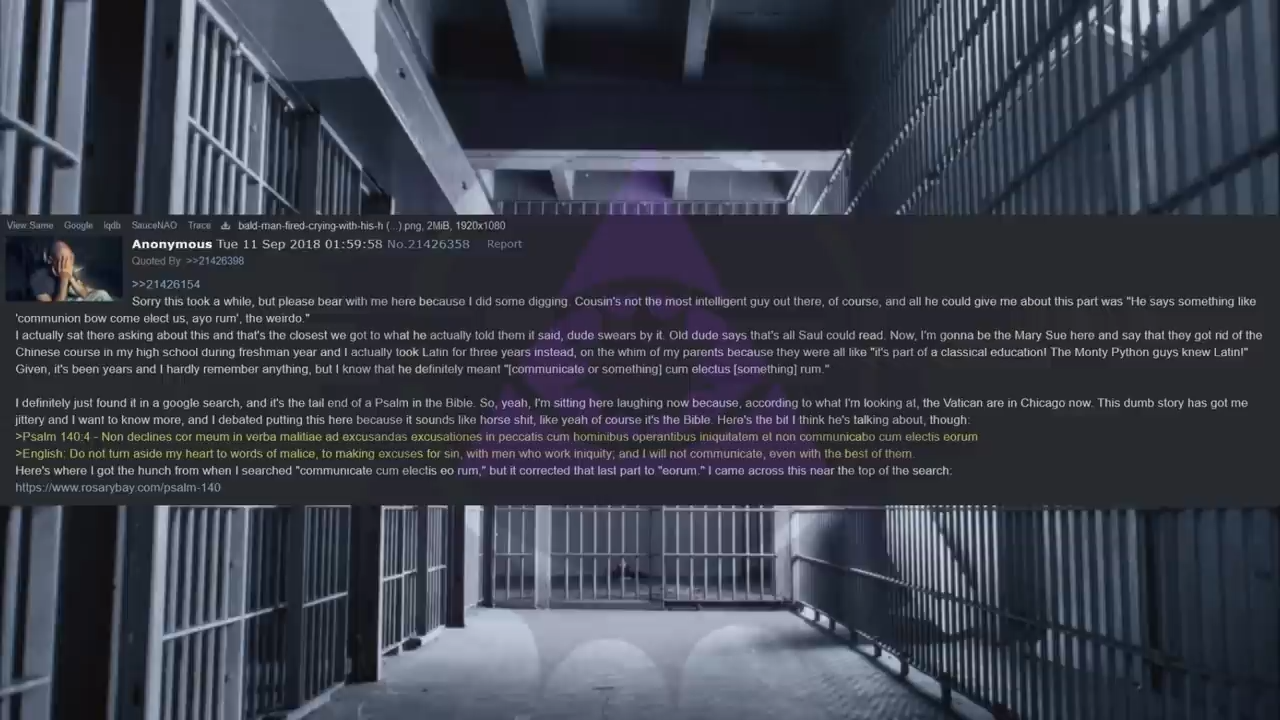 View Same Google iqdb SauceNAO Trace bald-man-fired-crying-with-his-h (...).png, 2MiB, 1920x1080
Anonymous Tue 11 Sep 2018 01:59:58 No.21426358 Report
Quoted By >>21426398
>>21426154
Sorry this took a while, but please bear with me here because I did some digging. Cousin's not the most intelligent guy out there, of course, and all he could give me about this part was "He says something like
'communion bow come elect us, ayo rum', the weirdo."
I actually sat there asking about this and that's the closest we got to what he actually told them it said, dude swears by it. Old dude says that's all Saul could read. Now, I'm gonna be the Mary Sue here and say that they got rid of the
Chinese course in my high school during freshman year and I actually took Latin for three years instead, on the whim of my parents because they were all like "it's part of a classical education! The Monty Python guys knew Latin!"
Given, it's been years and I hardly remember anything, but I know that he definitely meant "[communicate or something] cum electus [something] rum."
I definitely just found it in a google search, and it's the tail end of a Psalm in the Bible. So, yeah, I'm sitting here laughing now because, according to what I'm looking at, the Vatican are in Chicago now. This dumb story has got me
jittery and I want to know more, and I debated putting this here because it sounds like horse shit, like yeah of course it's the Bible. Here's the bit I think he's talking about, though:
>Psalm 140:4 - Non declines cor meum in verba malitiae ad excusandas excusationes in peccatis cum hominibus operantibus iniquitatem et non communicabo cum electis eorum
>English: Do not turn aside my heart to words of malice, to making excuses for sin, with men who work iniquity; and I will not communicate, even with the best of them.
Here's where I got the hunch from when I searched "communicate cum electis eo rum," but it corrected that last part to "eorum." I came across this near the top of the search:
https://www.rosarybay.com/psalm-140